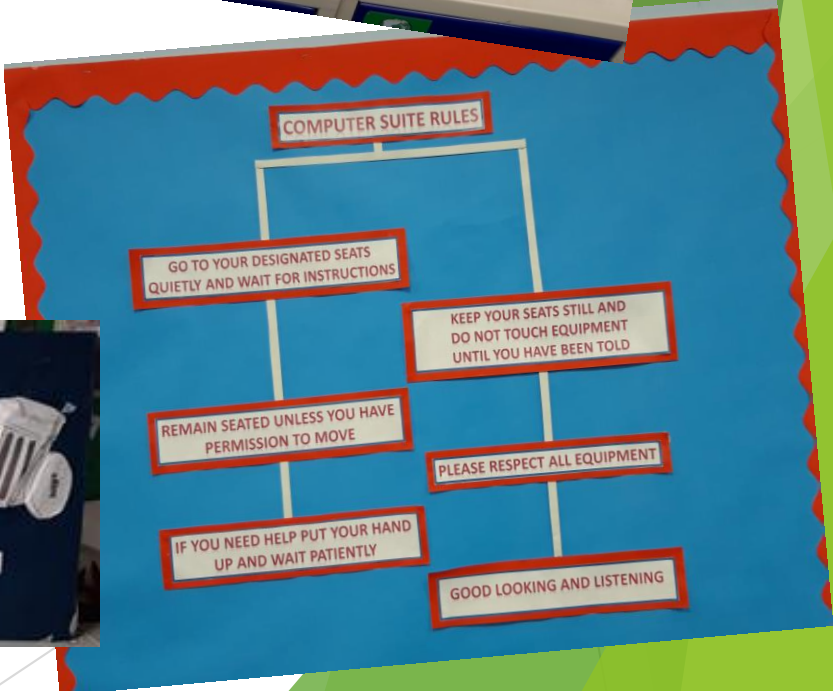 COMPUTER SUITE RULES
GO TO YOUR DESIGNATED SEATS
QUIETLY AND WAIT FOR INSTRUCTIONS
REMAIN SEATED UNLESS YOU HAVE
PERMISSION TO MOVE
IF YOU NEED HELP PUT YOUR HAND
UP AND WAIT PATIENTLY
KEEP YOUR SEATS STILL AND
DO NOT TOUCH EQUIPMENT
UNTIL YOU HAVE BEEN TOLD
PLEASE RESPECT ALL EQUIPMENT
GOOD LOOKING AND LISTENING